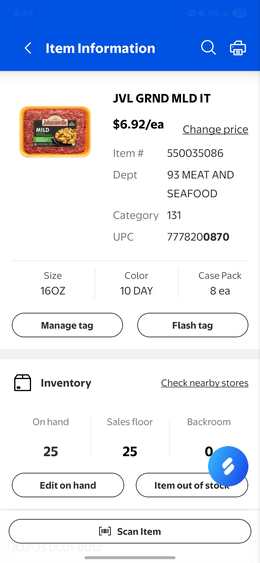 Item Information
JVL GRND MLD IT
$6.92/ea
Change price
Item #
550035086
Dept
93 MEAT AND
SEAFOOD
Category
131
UPC
7778200870
Size
Color
Case Pack
16OZ
10 DAY
8 ea
Manage tag
Flash tag
Inventory
Check nearby stores
On hand
Sales floor
Backroom
25
25
0
Edit on hand
Item out of stock
Scan Item
MILD